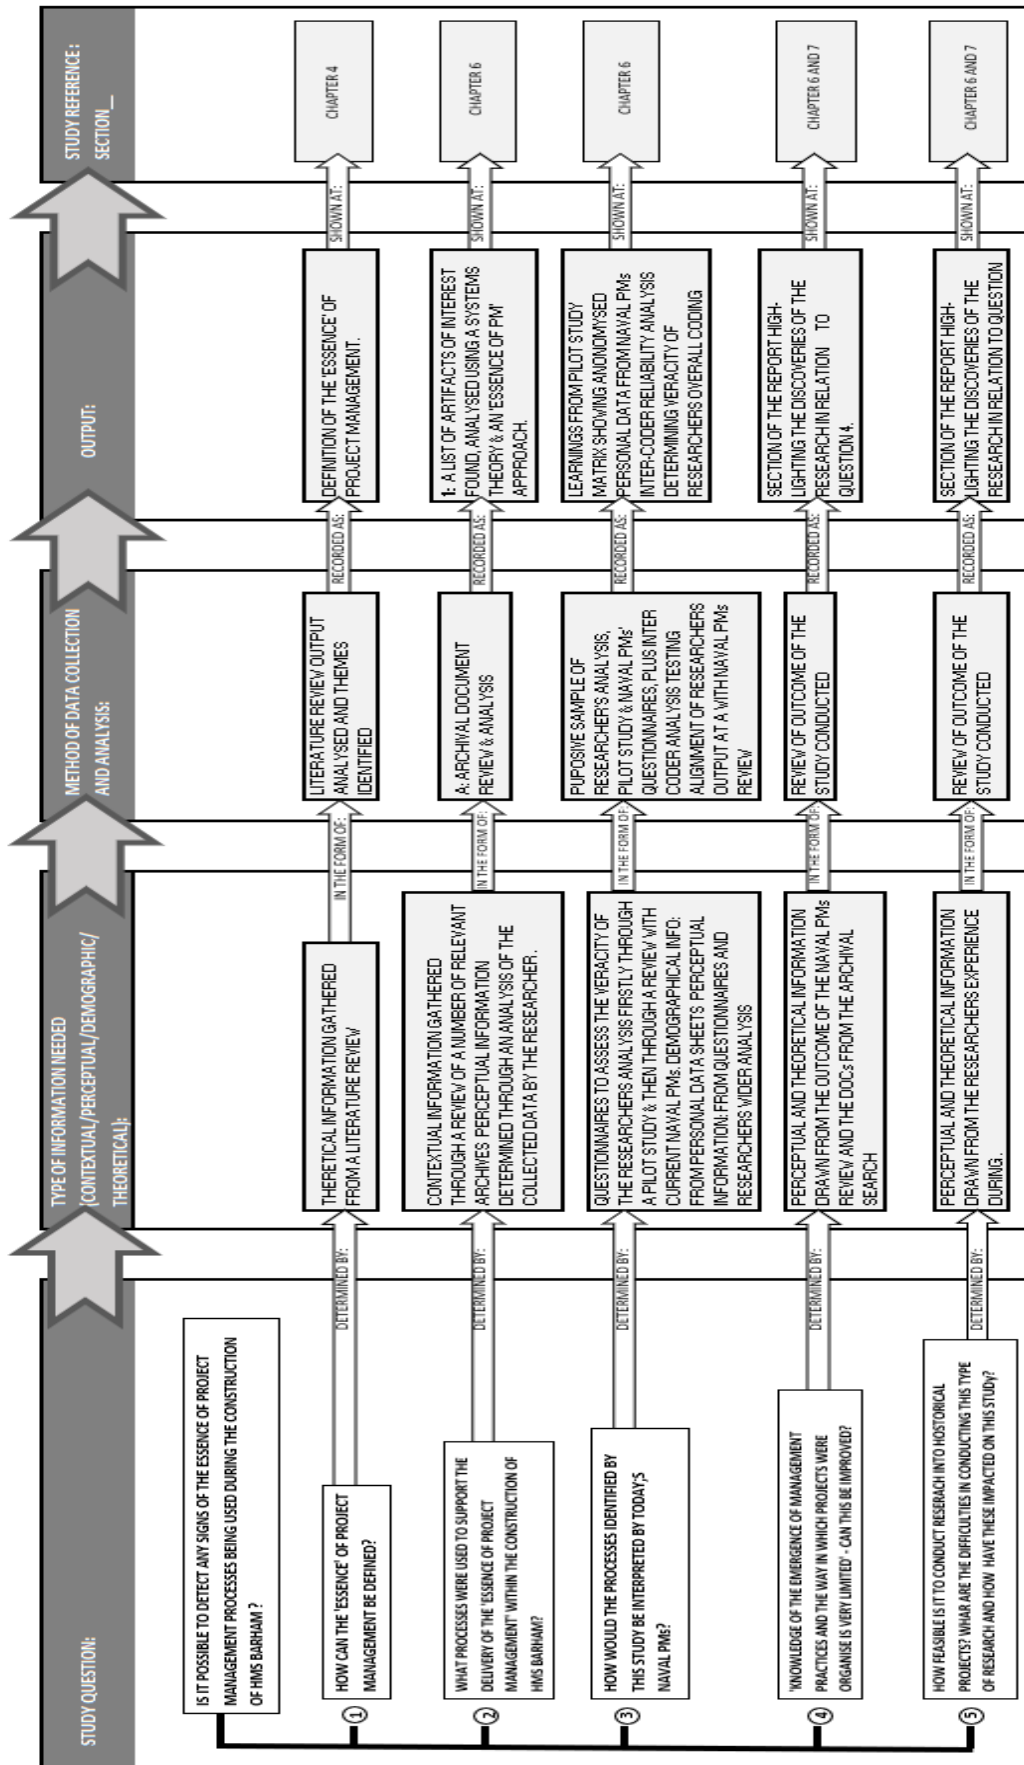 STUDY QUESTION:
TYPE OF INFORMATION NEEDED
(CONTEXTUAL/PERCEPTUAL/DEMOGRAPHIC/
THEORETICAL):
METHOD OF DATA COLLECTION
AND ANALYSIS:
OUTPUT:
STUDY REFERENCE:
SECTION__
IS IT POSSIBLE TO DETECT ANY SIGNS OF THE ESSENCE OF PROJECT
MANAGEMENT PROCESSES BEING USED DURING THE CONSTRUCTION
OF HMS BARHAM ?
1
HOW CAN THE 'ESSENCE' OF PROJECT
MANAGEMENT BE DEFINED?
DETERMINED BY:
THERETICAL INFORMATION GATHERED
FROM A LITERATURE REVIEW
IN THE FORM OF:
LITERATURE REVIEW OUTPUT
ANALYSED AND THEMES
IDENTIFIED
RECORDED AS:
DEFINITION OF THE 'ESSENCE' OF
PROJECT MANAGEMENT.
SHOWN AT:
CHAPTER 4
2
WHAT PROCESSES WERE USED TO SUPPORT THE
DELIVERY OF THE 'ESSENCE OF PROJECT
MANAGEMENT' WITHIN THE CONSTRUCTION OF
HMS BARHAM?
DETERMINED BY:
CONTEXTUAL INFORMATION GATHERED
THROUGH A REVIEW OF A NUMBER OF RELEVANT
ARCHIVES PERCEPTUAL INFORMATION
DETERMINED THROUGH AN ANALYSIS OF THE
COLLECTED DATA BY THE RESEARCHER.
IN THE FORM OF:
A: ARCHIVAL DOCUMENT
REVIEW & ANALYSIS
RECORDED AS:
1: A LIST OF ARTIFACTS OF INTEREST
FOUND, ANALYSED USING A SYSTEMS
THEORY & AN 'ESSENCE OF PM'
APPROACH.
SHOWN AT:
CHAPTER 6
3
HOW WOULD THE PROCESSES IDENTIFIED BY
THIS STUDY BE INTERPRETED BY TODAY;S
NAVAL PMs?
DETERMINED BY:
QUESTIONNAIRES TO ASSESS THE VERACITY OF
THE RESEARCHERS ANALYSIS FIRSTLY THROUGH
A PILOT STUDY & THEN THROUGH A REVIEW WITH
CURRENT NAVAL PMs. DEMOGRAPHICAL INFO:
FROM PERSONAL DATA SHEETS PERCEPTUAL
INFORMATION: FROM QUESTIONNAIRES AND
RESEARCHERS WIDER ANALYSIS
IN THE FORM OF:
PUPOSIVE SAMPLE OF
RESEARCHER'S ANALYSIS,
PILOT STUDY & NAVAL PMs'
QUESTIONNAIRES, PLUS INTER
CODER ANALYSIS TESTING
ALIGNMENT OF RESEARCHERS
OUTPUT AT A WITH NAVAL PMs
REVIEW
RECORDED AS:
LEARNINGS FROM PILOT STUDY
MATRIX SHOWING ANONOMYSED
PERSONAL DATA FROM NAVAL PMs
INTER-CODER RELIABILITY ANALYSIS
DETERMINING VERACITY OF
RESEARCHERS OVERALL CODING
SHOWN AT:
CHAPTER 6
4
'KNOWLEDGE OF THE EMERGENCE OF MANAGEMENT
PRACTICES AND THE WAY IN WHICH PROJECTS WERE
ORGANISE IS VERY LIMITED' - CAN THIS BE IMPROVED?
DETERMINED BY:
PERCEPTUAL AND THEORETICAL INFORMATION
DRAWN FROM THE OUTCOME OF THE NAVAL PMs
REVIEW AND THE DOCs FROM THE ARCHIVAL
SEARCH
IN THE FORM OF:
REVIEW OF OUTCOME OF THE
STUDY CONDUCTED
RECORDED AS:
SECTION OF THE REPORT HIGH-
LIGHTING THE DISCOVERIES OF THE
RESEARCH IN RELATION TO
QUESTION 4.
SHOWN AT:
CHAPTER 6 AND 7
5
HOW FEASIBLE IS IT TO CONDUCT RESERACH INTO HOSTORICAL
PROJECTS? WHAR ARE THE DIFFICULTIES IN CONDUCTING THIS TYPE
OF RESEARCH AND HOW HAVE THESE IMPACTED ON THIS STUDY?
DETERMINED BY:
PERCEPTUAL AND THEORETICAL INFORMATION
DRAWN FROM THE RESEARCHERS EXPERIENCE
DURING.
IN THE FORM OF:
REVIEW OF OUTCOME OF THE
STUDY CONDUCTED
RECORDED AS:
SECTION OF THE REPORT HIGH-
LIGHTING THE DISCOVERIES OF THE
RESEARCH IN RELATION TO QUESTION
SHOWN AT:
CHAPTER 6 AND 7